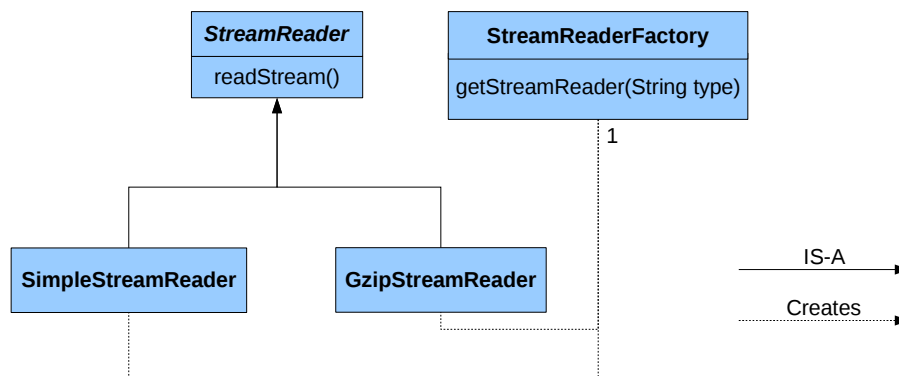 StreamReader
readStream()
StreamReaderFactory
getStreamReader(String type)
1
SimpleStreamReader
GzipStreamReader
IS-A
Creates